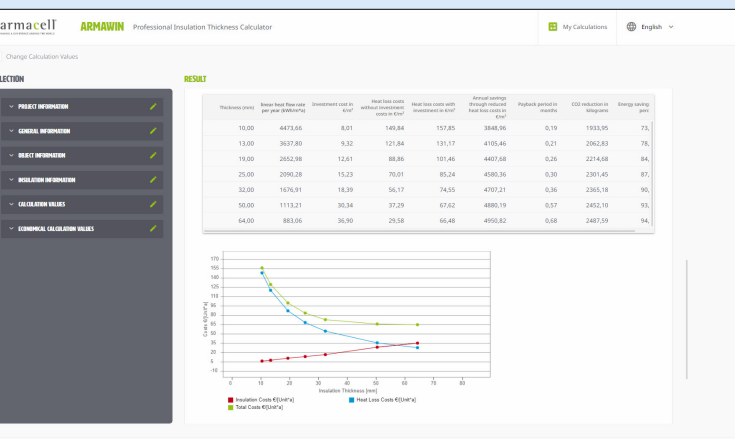 armacell
ARMAWIN Professional Insulation Thickness Calculator
My Calculations
English
Change Calculation Values
LECTION
PROJECT INFORMATION
GENERAL INFORMATION
OBJECT INFORMATION
INSULATION INFORMATION
CALCULATION VALUES
ECONOMICAL CALCULATION VALUES
RESULT
Thickness (mm) linear heat flow rate per year (kWh/m*a) Investment cost in €/m² Heat loss costs without investment costs in €/m² Heat loss costs with investment in €/m² Annual savings through reduced heat loss costs in €/m² Payback period in months CO2 reduction in kilograms Energy saving perc
10,00 4473,66 8,01 149,84 157,85 3848,96 0,19 1933,95 73,
13,00 3637,80 9,32 121,84 131,17 4105,46 0,21 2062,83 78,
19,00 2652,98 12,61 88,86 101,46 4407,68 0,26 2214,68 84,
25,00 2090,28 15,23 70,01 85,24 4580,36 0,30 2301,45 87,
32,00 1676,91 18,39 56,17 74,55 4707,21 0,36 2365,18 90,
50,00 1113,21 30,34 37,29 67,62 4880,19 0,57 2452,10 93,
64,00 883,06 36,90 29,58 66,48 4950,82 0,68 2487,59 94,
Costs €/[Unit*a]
170
155
140
125
110
95
80
65
50
35
20
5
-10
0 10 20 30 40 50 60 70 80
Insulation Thickness [mm]
Insulation Costs €/[Unit*a] Heat Loss Costs €/[Unit*a]
Total Costs €/[Unit*a]